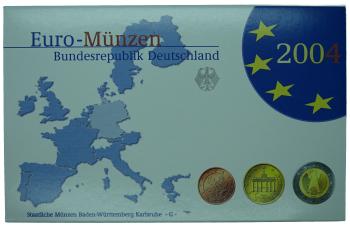 Euro-Münzen
Bundesrepublik Deutschland
2004
Staatliche Münzen Baden-Württemberg Karlsruhe -G-